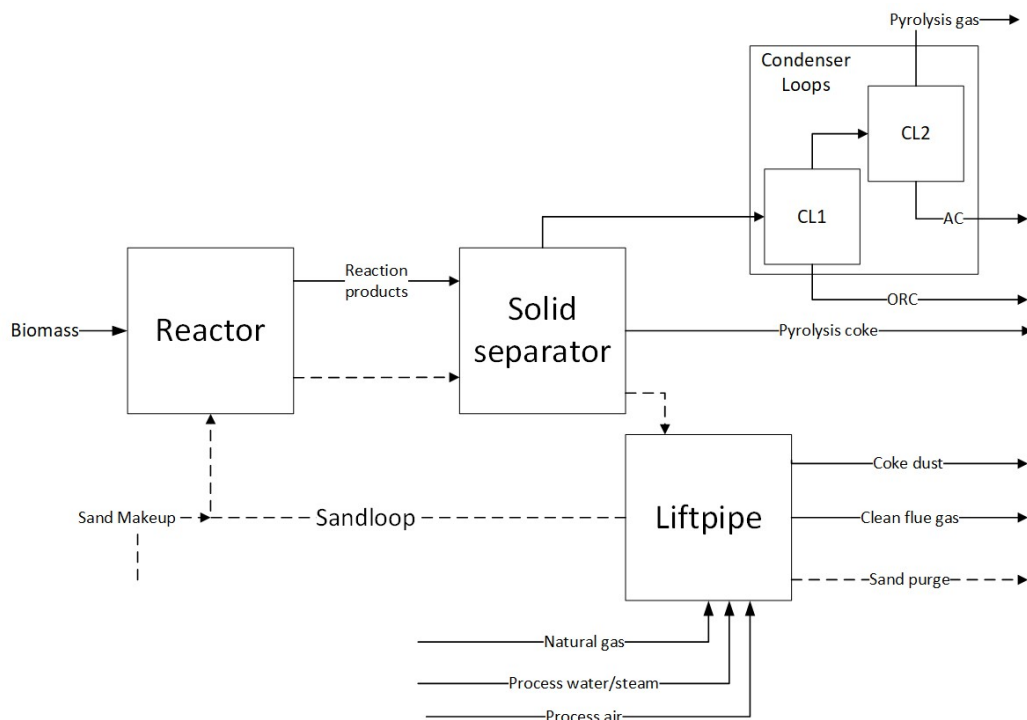 Pyrolysis gas
Condenser
Loops
CL2
CL1
AC
Reaction
products
ORC
Biomass
Reactor
Solid
separator
Pyrolysis coke
Coke dust
Sand Makeup
Sandloop
Liftpipe
Clean flue gas
Sand purge
Natural gas
Process water/steam
Process air